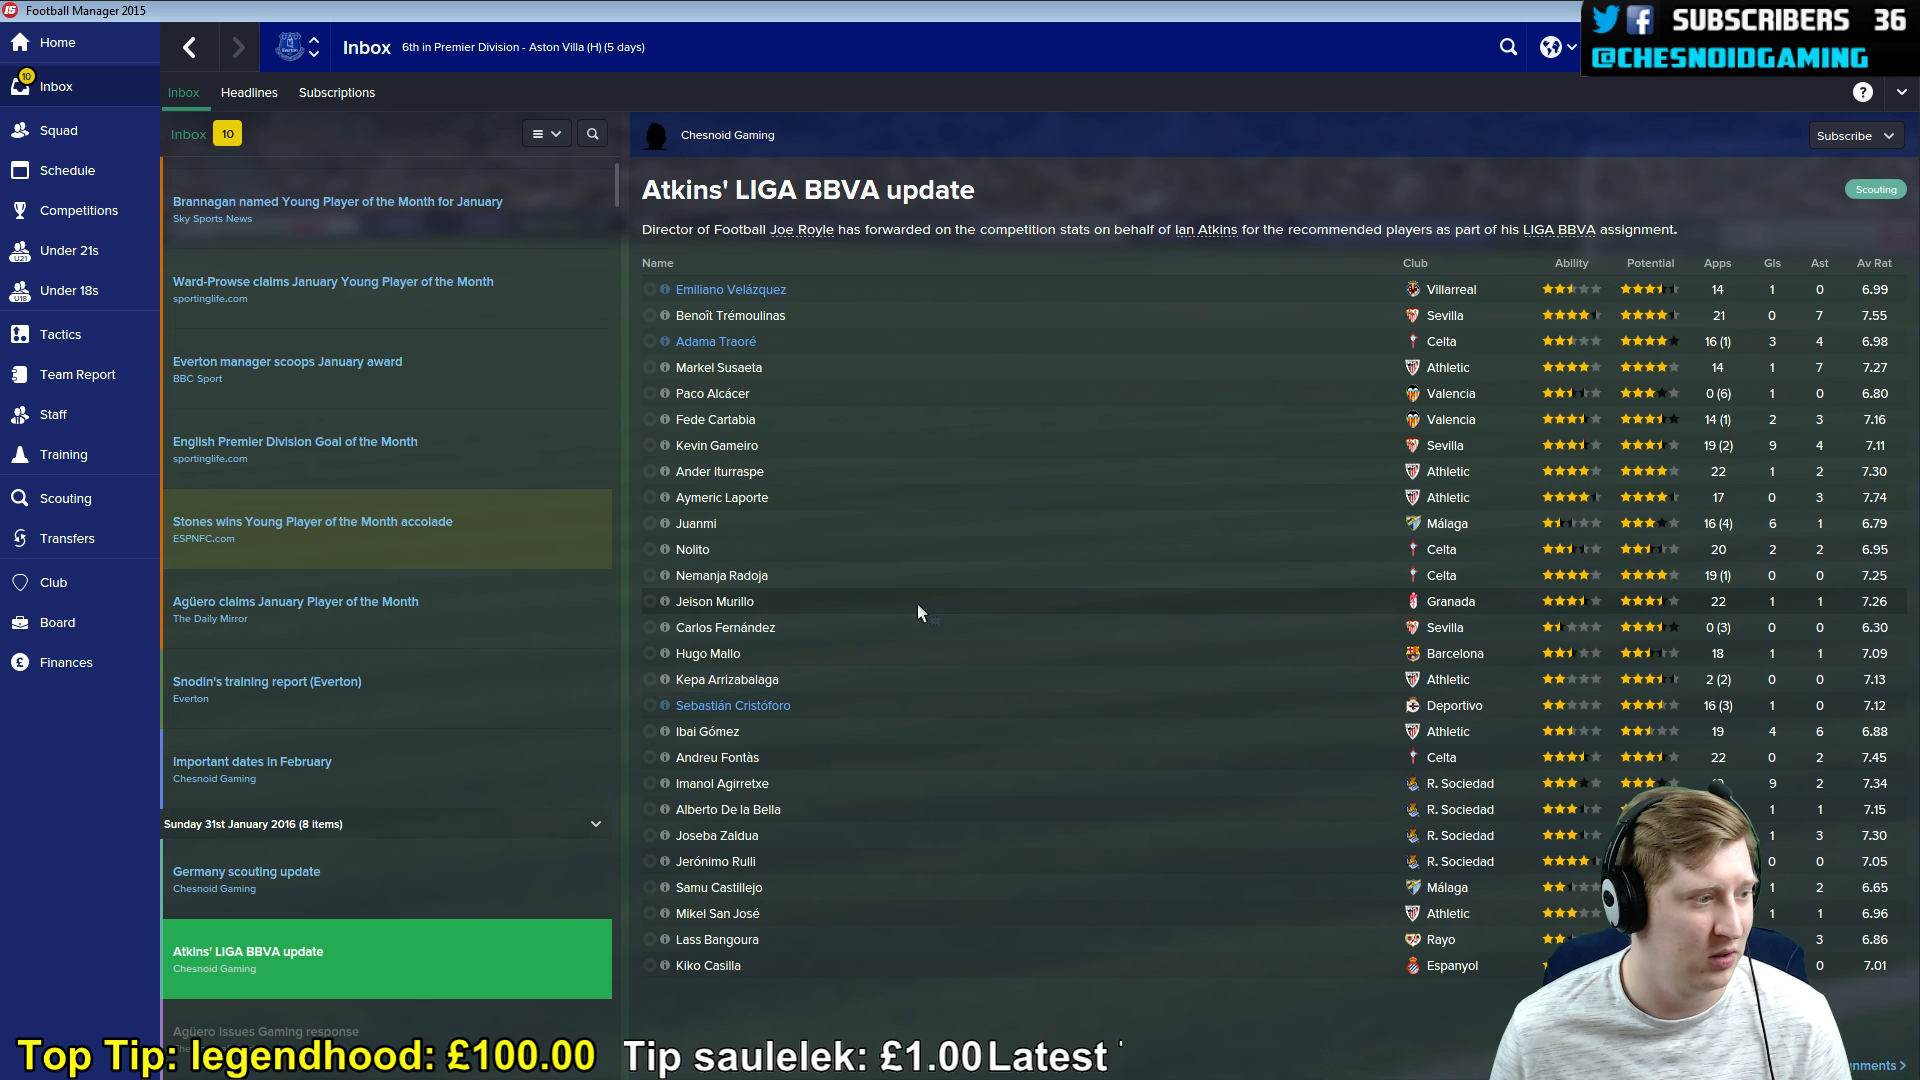 Football Manager 2015
SUBSCRIBERS 36
@CHESNOIDGAMING
Home
10
Inbox
Squad
Schedule
Competitions
U21
Under 21s
U18
Under 18s
Tactics
Team Report
Staff
Training
Scouting
Transfers
Club
Board
Finances
Inbox 6th in Premier Division - Aston Villa (H) (5 days)
Inbox Headlines Subscriptions
Inbox 10
Brannagan named Young Player of the Month for January
Sky Sports News
Ward-Prowse claims January Young Player of the Month
sportinglife.com
Everton manager scoops January award
BBC Sport
English Premier Division Goal of the Month
sportinglife.com
Stones wins Young Player of the Month accolade
ESPNFC.com
Agüero claims January Player of the Month
The Daily Mirror
Snodin's training report (Everton)
Everton
Important dates in February
Chesnoid Gaming
Sunday 31st January 2016 (8 items)
Germany scouting update
Chesnoid Gaming
Atkins' LIGA BBVA update
Chesnoid Gaming
Agüero issues Gaming response
Chesnoid Gaming
Subscribe
Atkins' LIGA BBVA update
Scouting
Director of Football Joe Royle has forwarded on the competition stats on behalf of Ian Atkins for the recommended players as part of his LIGA BBVA assignment.
Name Club Ability Potential Apps Gls Ast Av Rat
Emiliano Velázquez Villarreal 14 1 0 6.99
Benoît Trémoulinas Sevilla 21 0 7 7.55
Adama Traoré Celta 16 (1) 3 4 6.98
Markel Susaeta Athletic 14 1 7 7.27
Paco Alcácer Valencia 0 (6) 1 0 6.80
Fede Cartabia Valencia 14 (1) 2 3 7.16
Kevin Gameiro Sevilla 19 (2) 9 4 7.11
Ander Iturraspe Athletic 22 1 2 7.30
Aymeric Laporte Athletic 17 0 3 7.74
Juanmi Málaga 16 (4) 6 1 6.79
Nolito Celta 20 2 2 6.95
Nemanja Radoja Celta 19 (1) 0 0 7.25
Jeison Murillo Granada 22 1 1 7.26
Carlos Fernández Sevilla 0 (3) 0 0 6.30
Hugo Mallo Barcelona 18 1 1 7.09
Kepa Arrizabalaga Athletic 2 (2) 0 0 7.13
Sebastián Cristóforo Deportivo 16 (3) 1 0 7.12
Ibai Gómez Athletic 19 4 6 6.88
Andreu Fontàs Celta 22 0 2 7.45
Imanol Agirretxe R. Sociedad 9 2 7.34
Alberto De la Bella R. Sociedad 1 1 7.15
Joseba Zaldua R. Sociedad 1 3 7.30
Jerónimo Rulli R. Sociedad 0 0 7.05
Samu Castillejo Málaga 1 2 6.65
Mikel San José Athletic 1 1 6.96
Lass Bangoura Rayo 3 6.86
Kiko Casilla Espanyol 0 7.01
nments
Top Tip: legendhood: £100.00 Tip saulelek: £1.00 Latest